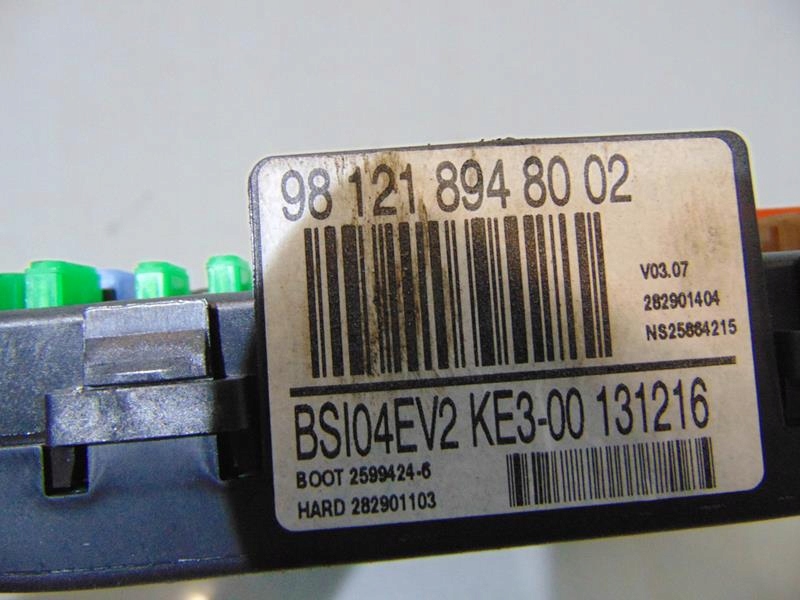 98 121 894 80 02
V03.07
282901404
NS25864215
BSI04EV2 KE3-00 131216
BOOT 2599424-6
HARD 282901103